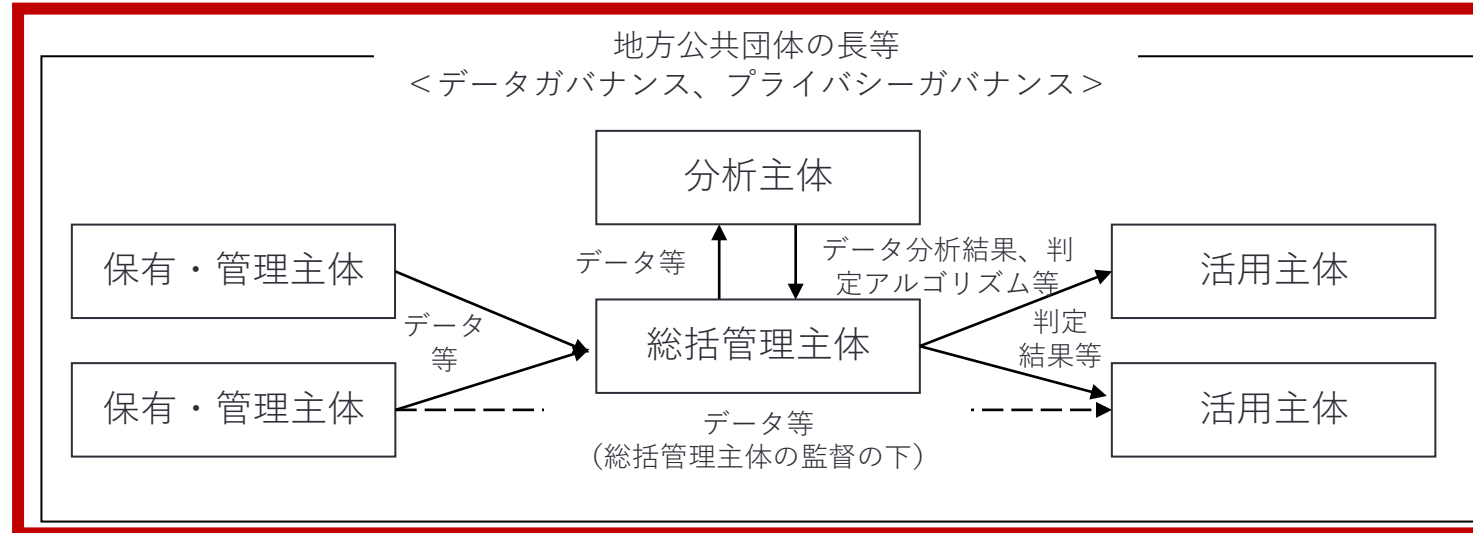 地方公共団体の長等
＜データガバナンス、プライバシーガバナンス＞
分析主体
保有・管理主体
データ等
データ分析結果、判
定アルゴリズム等
活用主体
データ
等
総括管理主体
判定
結果等
保有・管理主体
データ等
（総括管理主体の監督の下）
活用主体